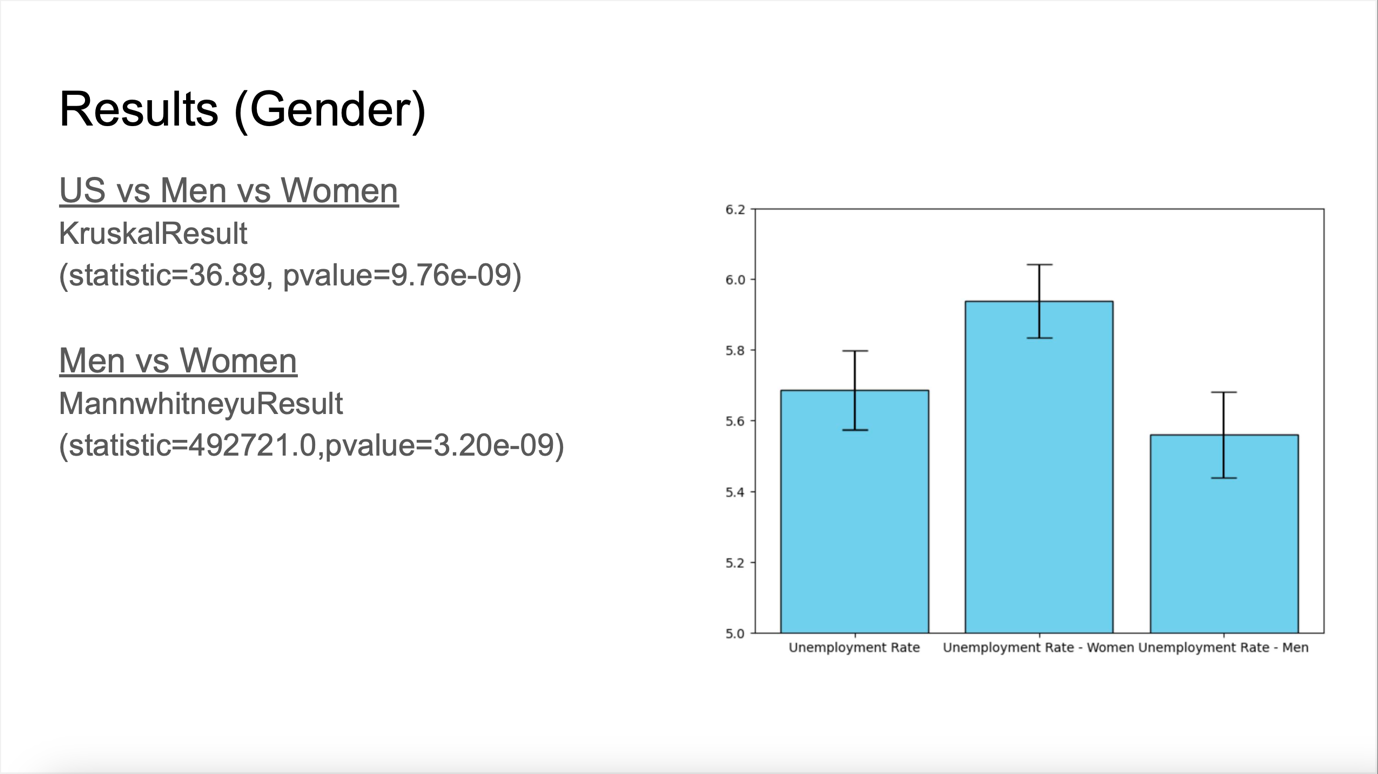 Results (Gender)
US vs Men vs Women
KruskalResult
(statistic=36.89, pvalue=9.76e-09)
Men vs Women
MannwhitneyuResult
(statistic=492721.0,pvalue=3.20e-09)
6.2
6.0
5.8
5.6
5.4
5.2
5.0
Unemployment Rate
Unemployment Rate - Women
Unemployment Rate - Men